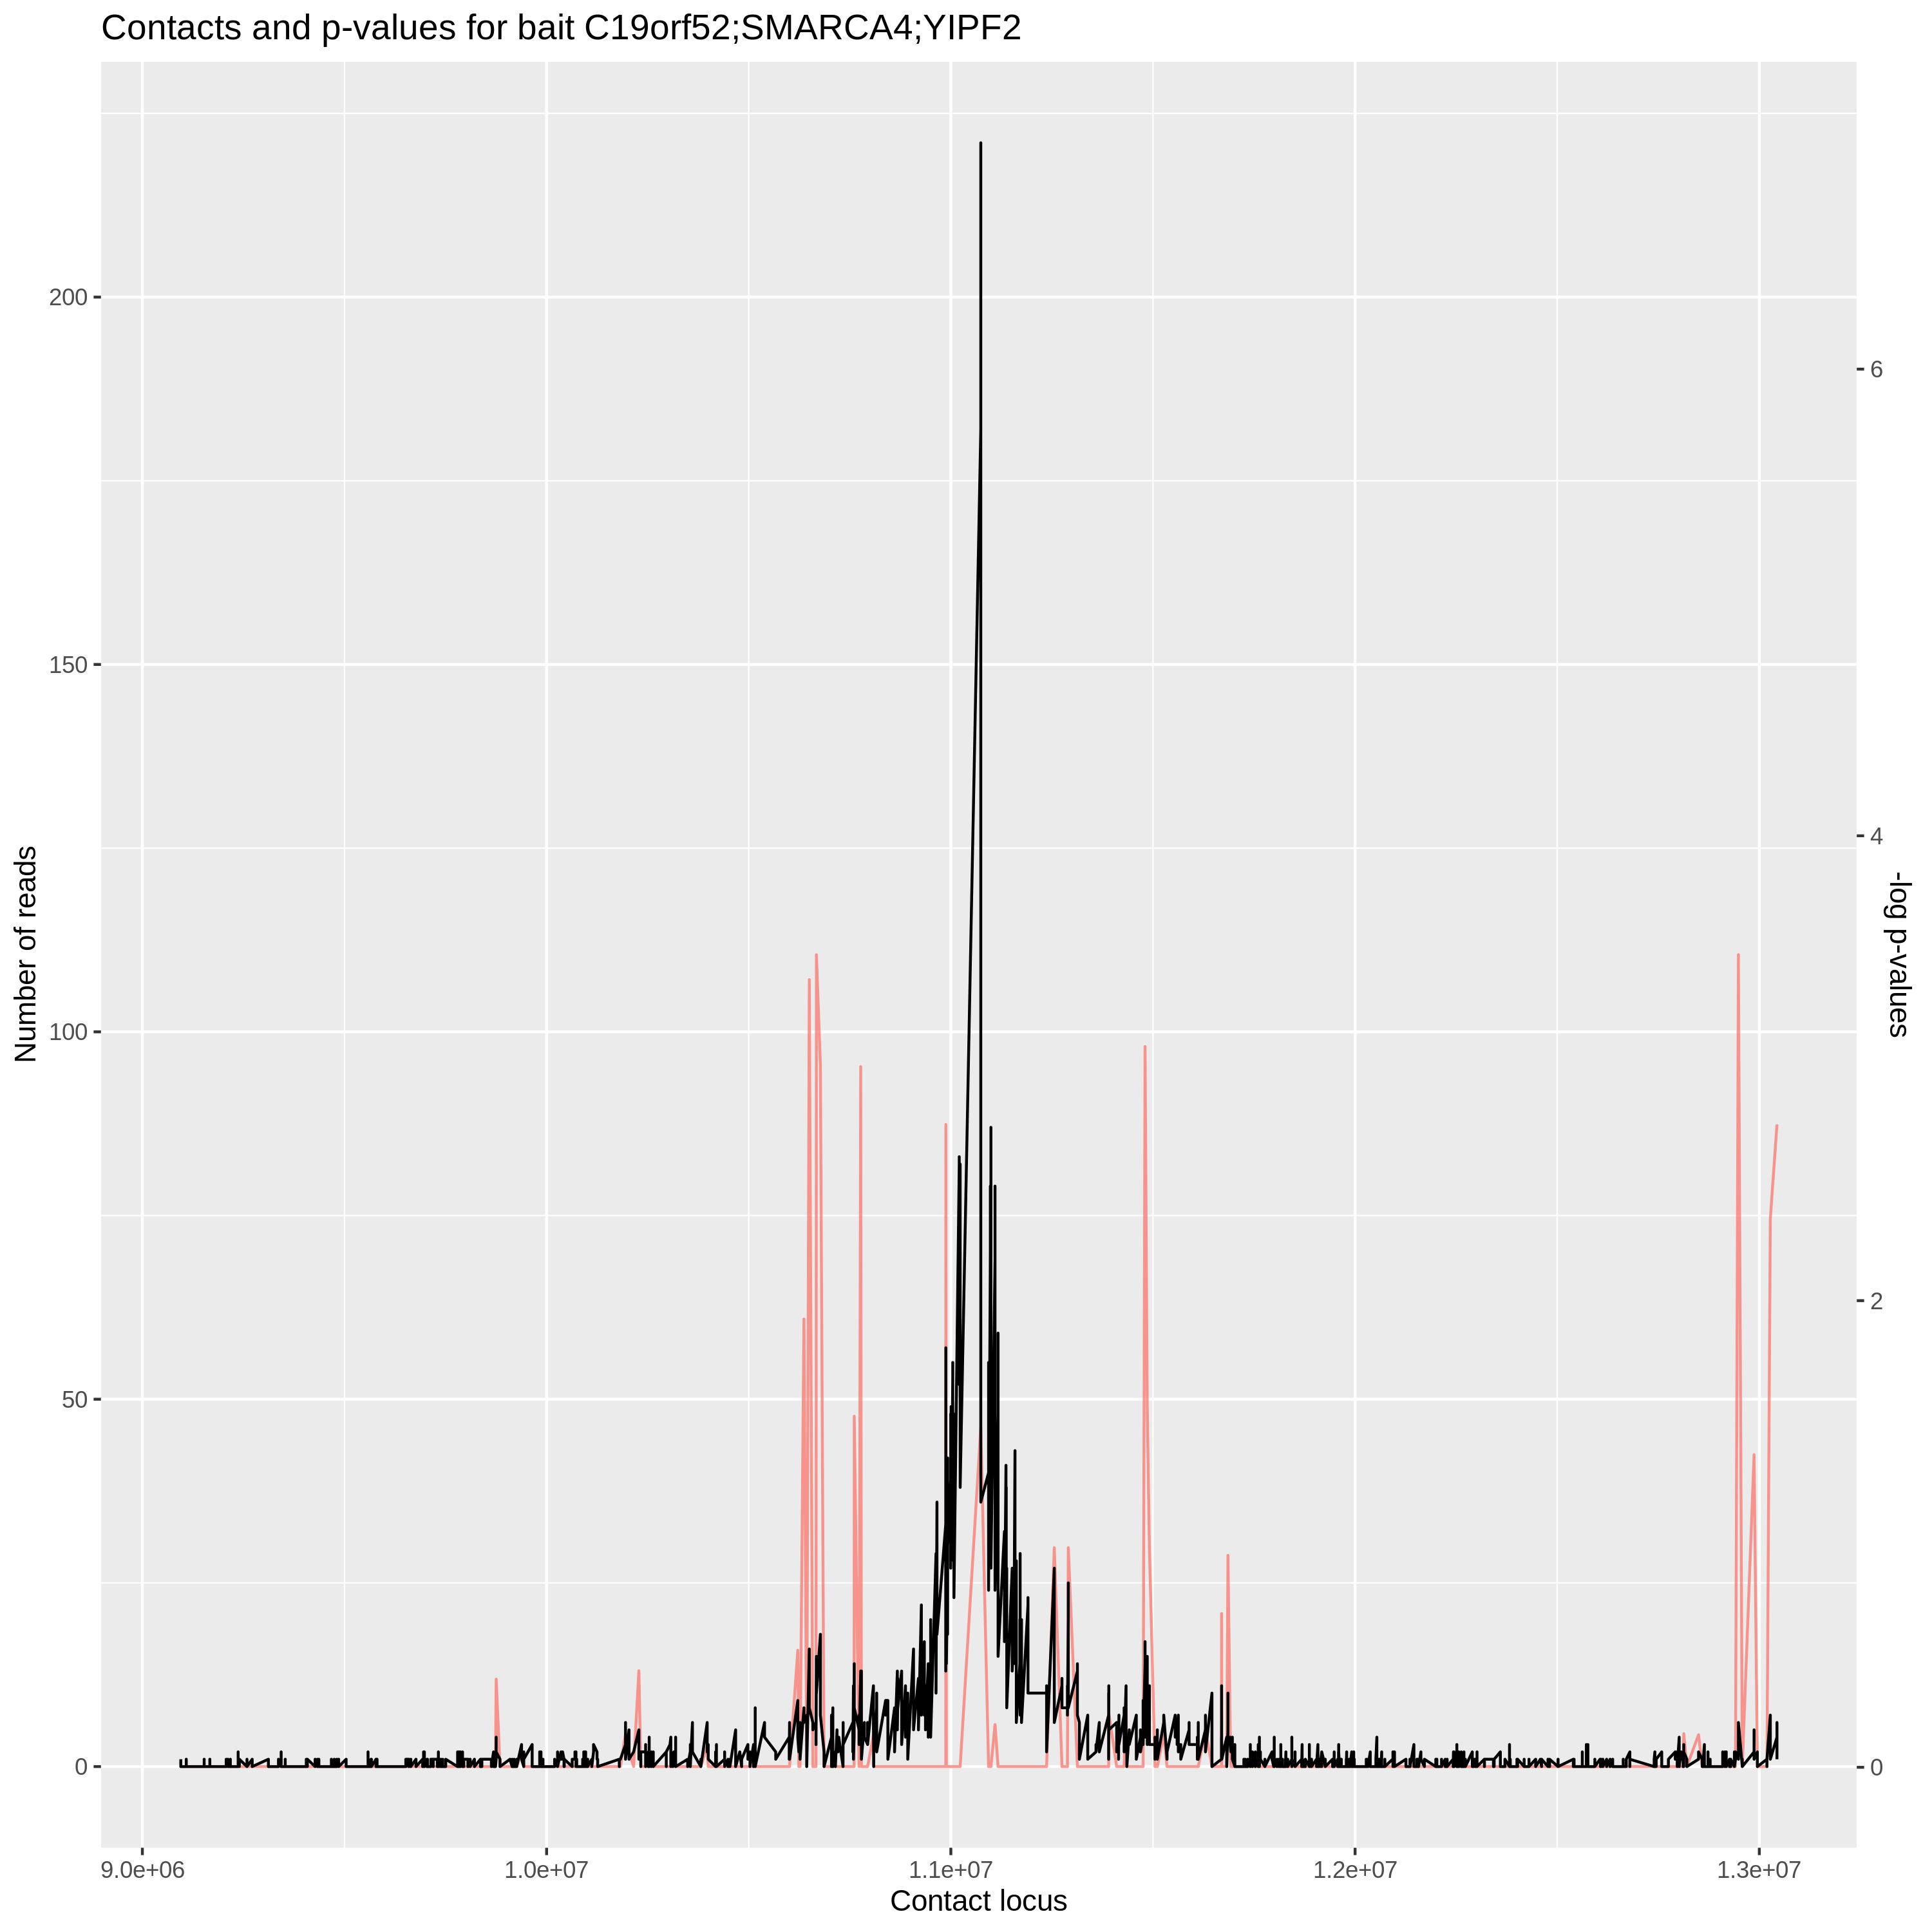 Contacts and p-values for bait C19orf52;SMARCA4;YIPF2
Number of reads
200
150
100
50
0
6
4
2
0
-log p-values
9.0e+06
1.0e+07
1.1e+07
1.2e+07
1.3e+07
Contact locus